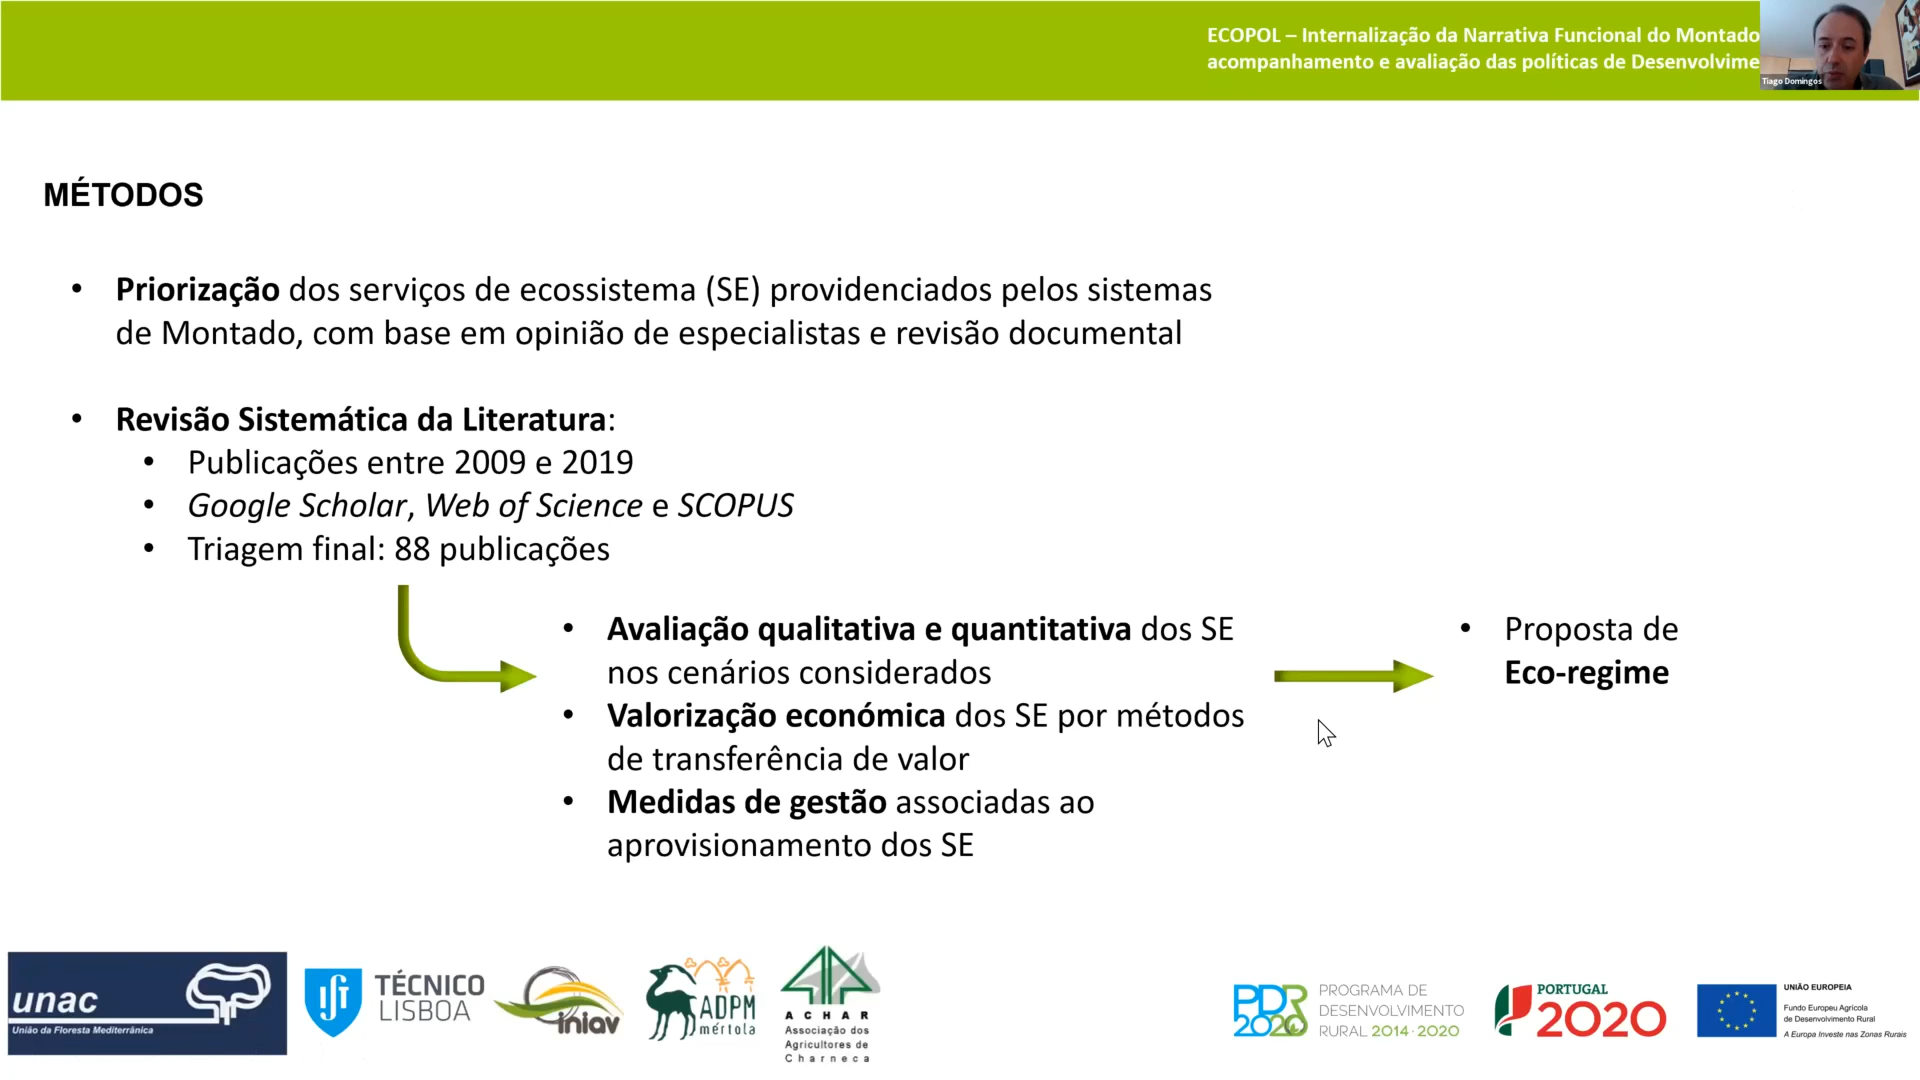 ECOPOL – Internalização da Narrativa Funcional do Montado
acompanhamento e avaliação das políticas de Desenvolvime
Tiago Domingos
MÉTODOS
• Priorização dos serviços de ecossistema (SE) providenciados pelos sistemas
de Montado, com base em opinião de especialistas e revisão documental
• Revisão Sistemática da Literatura:
• Publicações entre 2009 e 2019
• Google Scholar, Web of Science e SCOPUS
• Triagem final: 88 publicações
• Avaliação qualitativa e quantitativa dos SE
nos cenários considerados
• Valorização económica dos SE por métodos
de transferência de valor
• Medidas de gestão associadas ao
aprovisionamento dos SE
• Proposta de
Eco-regime
unac
União da Floresta Mediterrânica
TÉCNICO
LISBOA
iniav
ADPM
mértola
ACHAR
Associação dos
Agricultores de
Charneca
PDR
2020
PROGRAMA DE
DESENVOLVIMENTO
RURAL 2014·2020
PORTUGAL
2020
UNIÃO EUROPEIA
Fundo Europeu Agrícola
de Desenvolvimento Rural
A Europa Investe nas Zonas Rurais